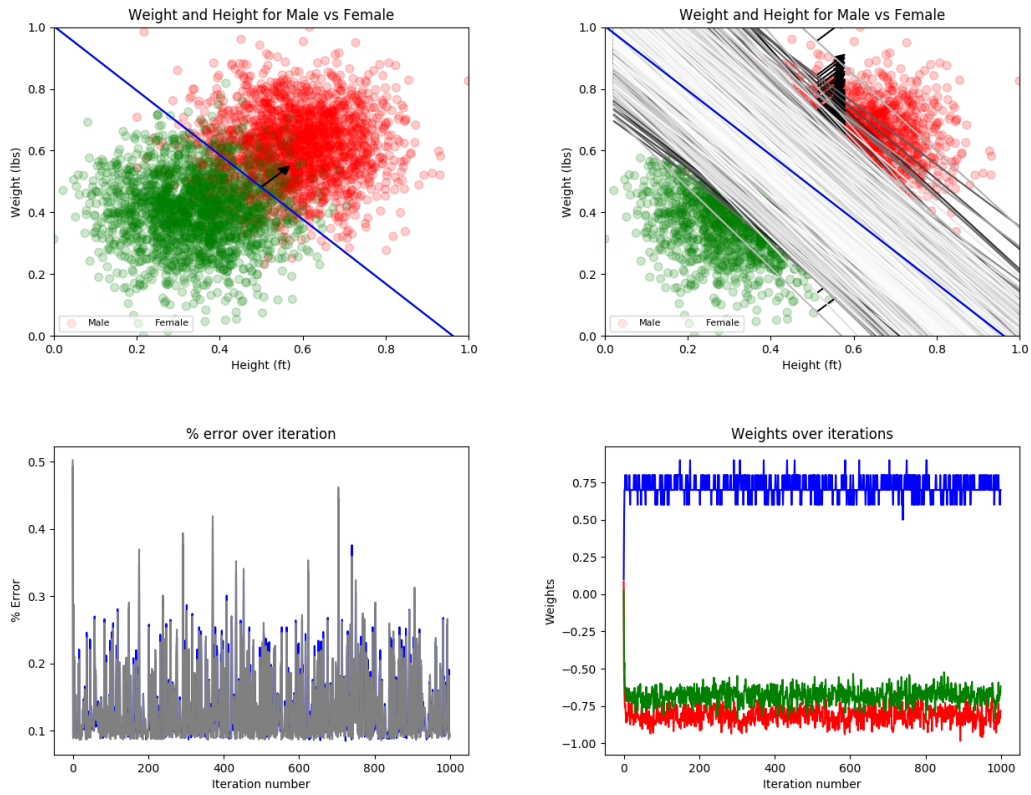 Weight and Height for Male vs Female
1.0
0.8
0.6
0.4
0.2
0.0
Weight (lbs)
Male Female
0.0 0.2 0.4 0.6 0.8 1.0
Height (ft)
Weight and Height for Male vs Female
1.0
0.8
0.6
0.4
0.2
0.0
Weight (lbs)
Male Female
0.0 0.2 0.4 0.6 0.8 1.0
Height (ft)
% error over iteration
0.5
0.4
0.3
0.2
0.1
% Error
0 200 400 600 800 1000
Iteration number
Weights over iterations
0.75
0.50
0.25
0.00
−0.25
−0.50
−0.75
−1.00
Weights
0 200 400 600 800 1000
Iteration number